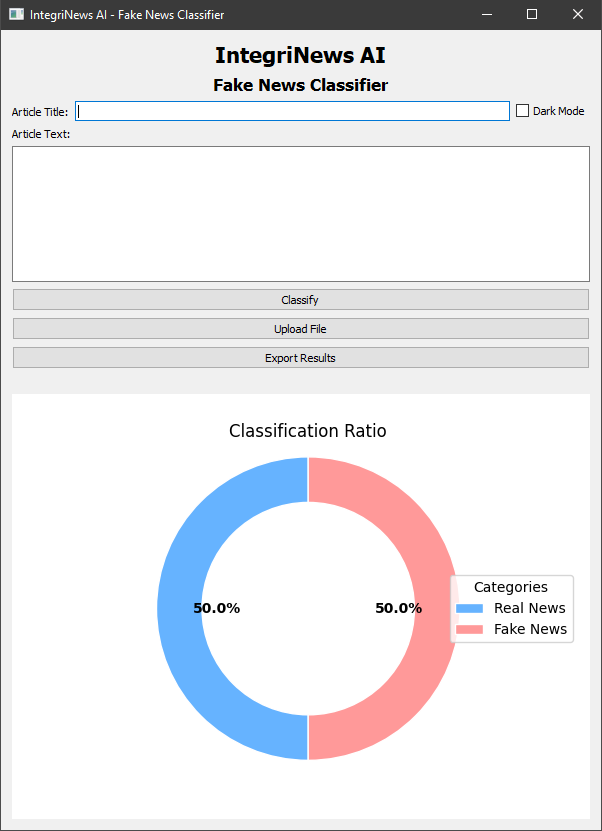 IntegriNews AI - Fake News Classifier
IntegriNews AI
Fake News Classifier
Article Title:
Dark Mode
Article Text:
Classify
Upload File
Export Results
Classification Ratio
50.0%
50.0%
Categories
Real News
Fake News